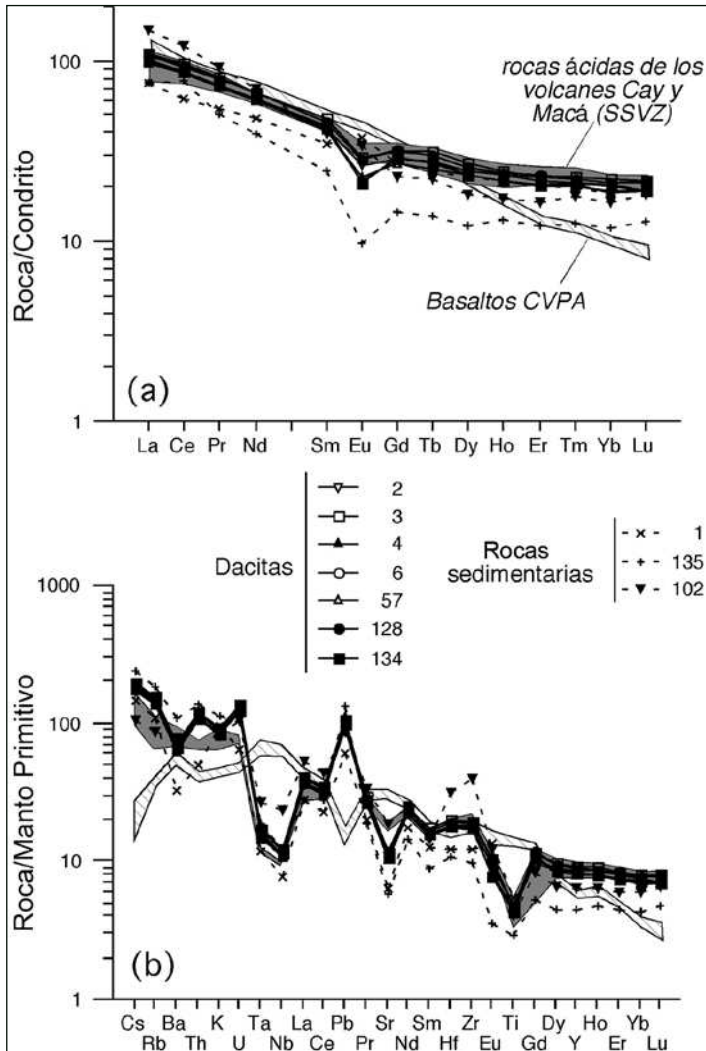 100
10
1
Roca/Condrito
rocas ácidas de los
volcanes Cay y
Macá (SSVZ)
Basaltos CVPA
(a)
La Ce Pr Nd Sm Eu Gd Tb Dy Ho Er Tm Yb Lu
Dacitas
2
3
4
6
57
128
134
Rocas
sedimentarias
1
135
102
1000
100
10
1
Roca/Manto Primitivo
(b)
Cs Ba K Ta La Pb Sr Sm Zr Ti Dy Ho Yb
Rb Th U Nb Ce Pr Nd Hf Eu Gd Y Er Lu